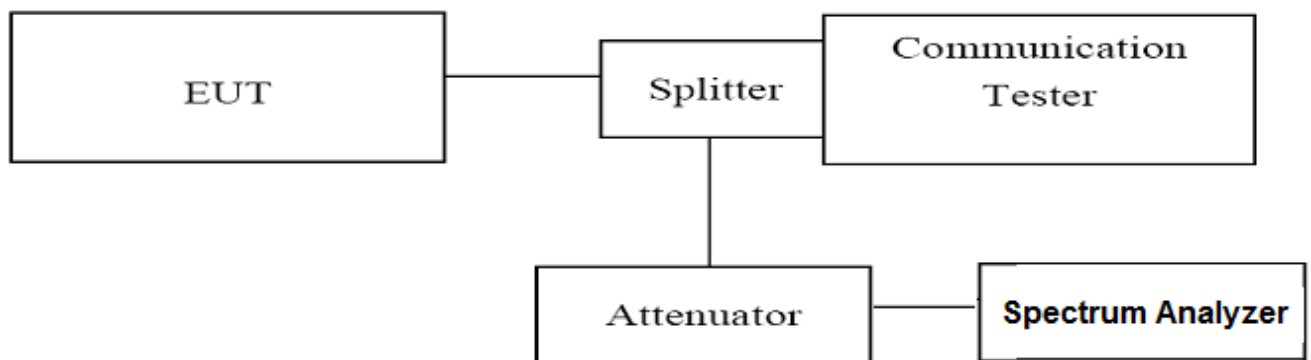 EUT
Splitter
Communication
Tester
Attenuator
Spectrum Analyzer